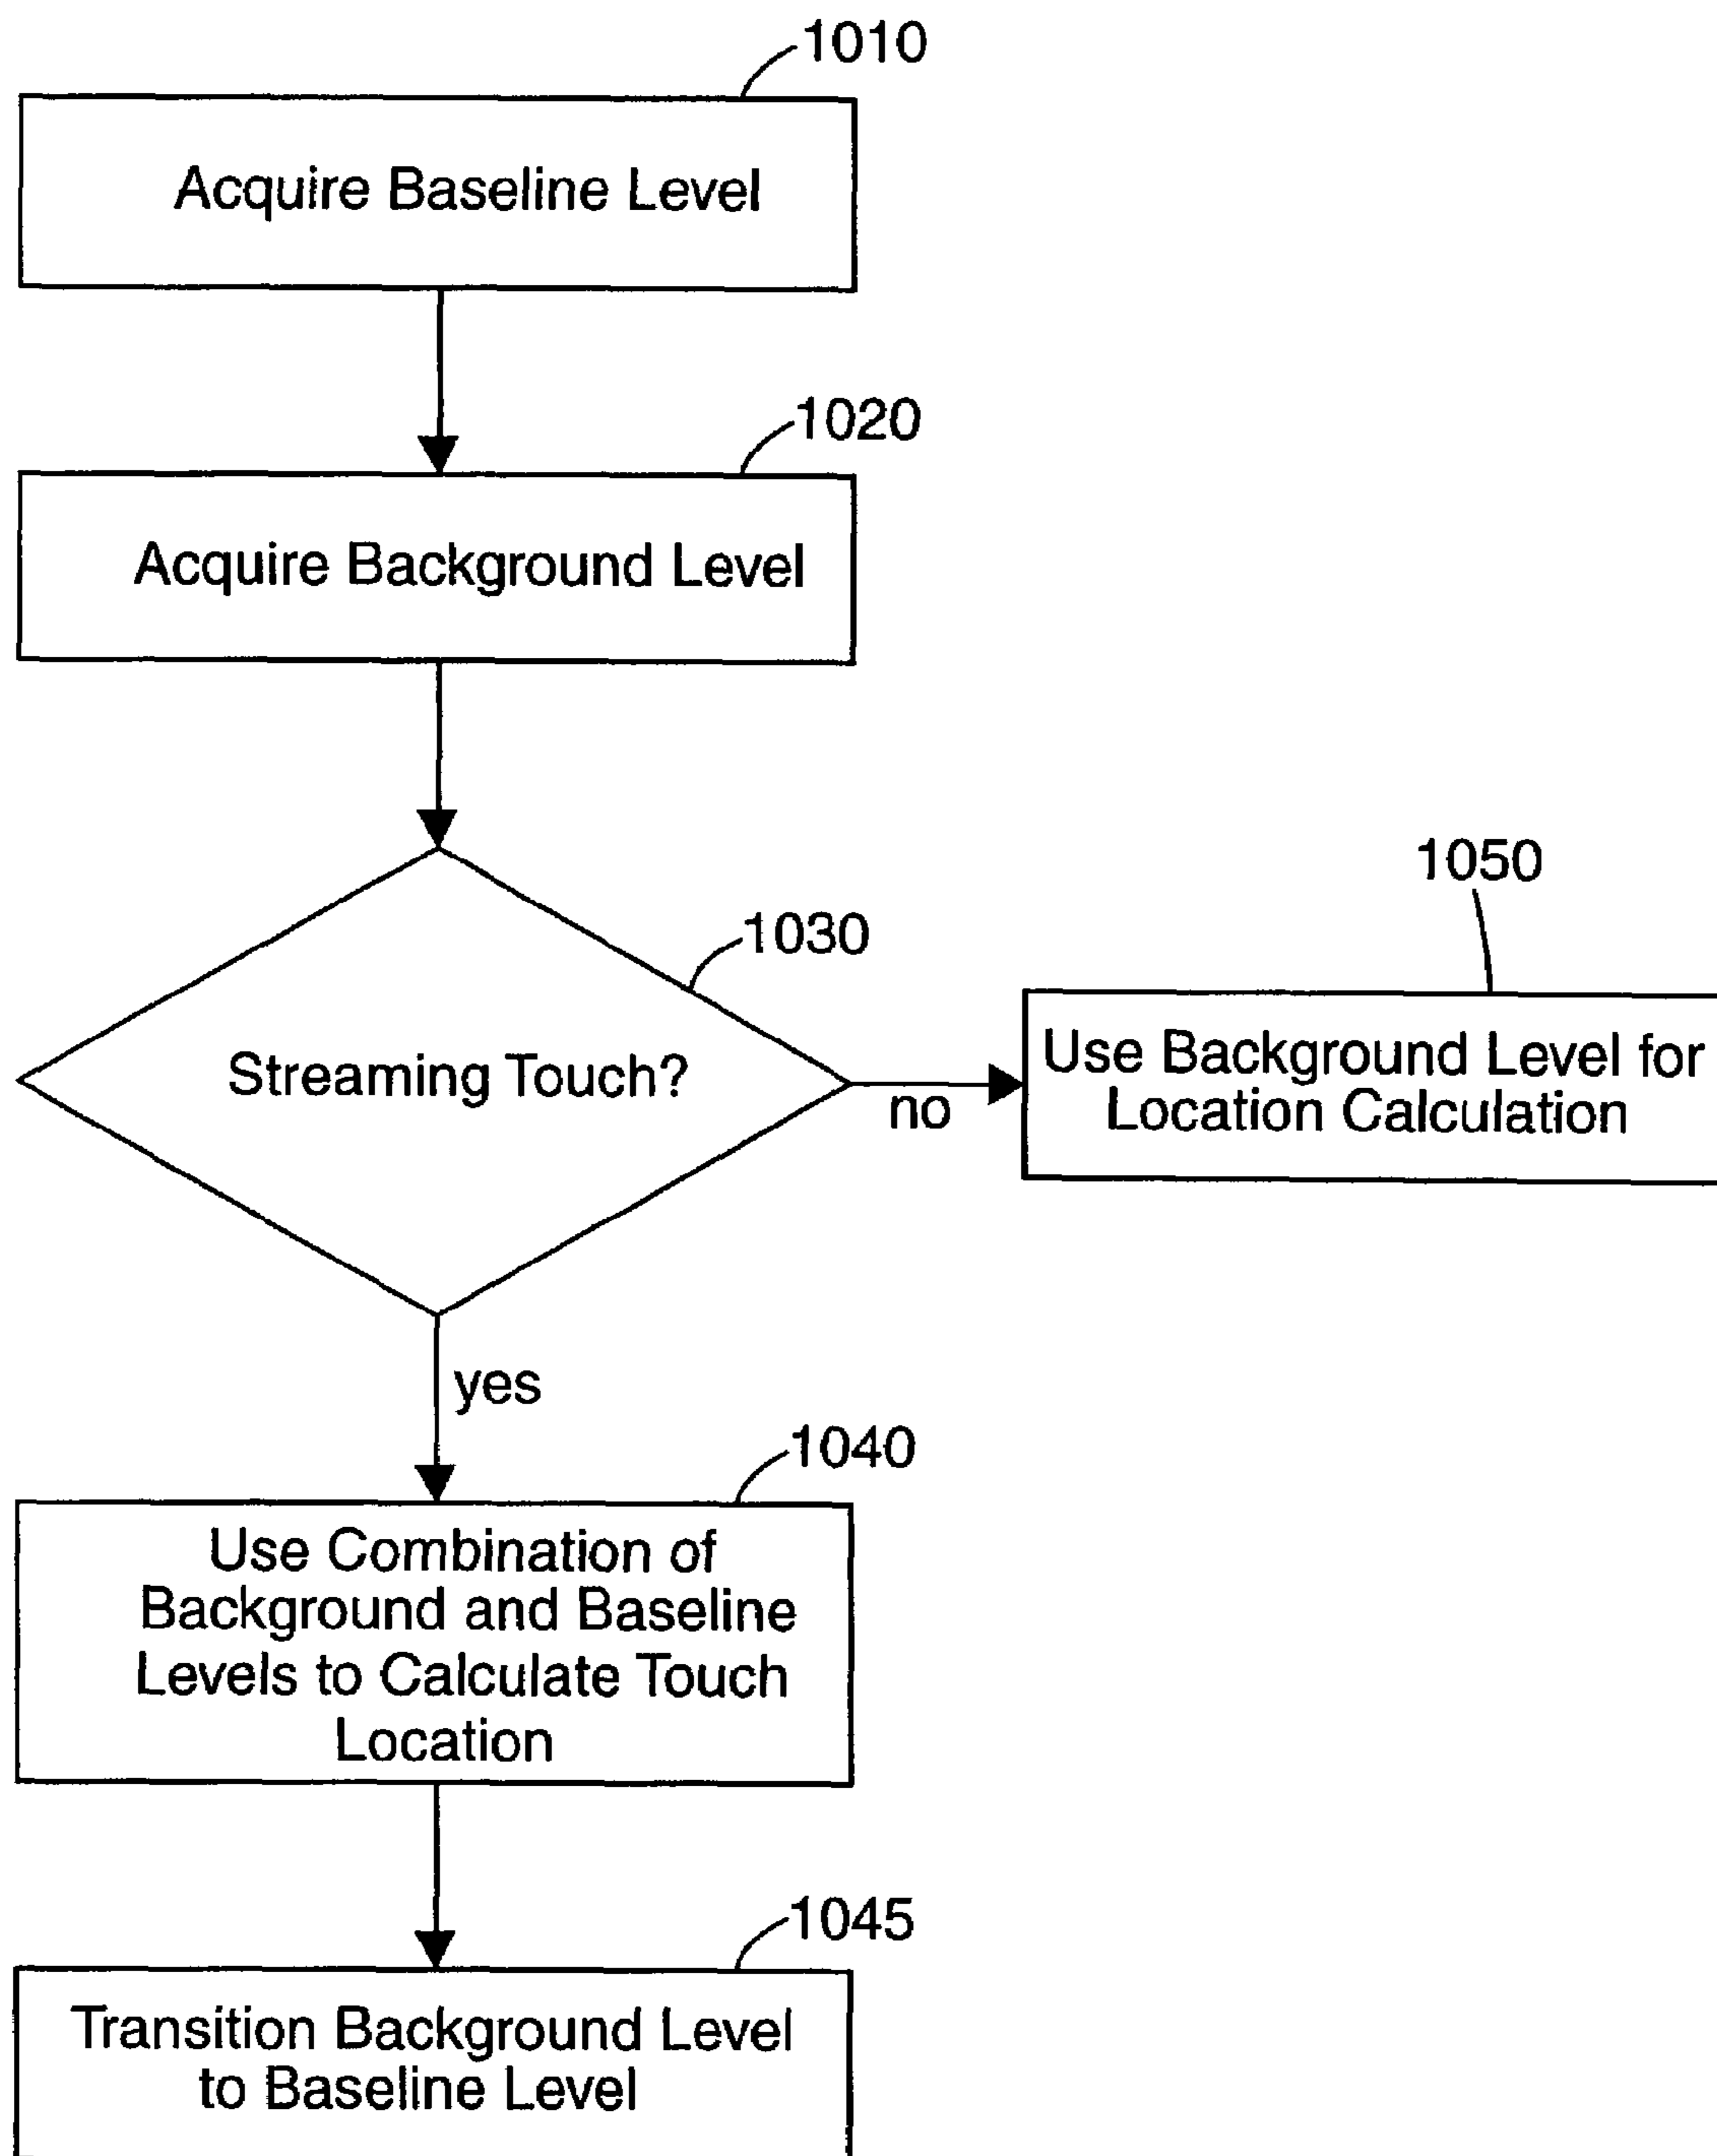 1010
Acquire Baseline Level
1020
Acquire Background Level
1030
Streaming Touch?
no
1050
Use Background Level for
Location Calculation
yes
1040
Use Combination of
Background and Baseline
Levels to Calculate Touch
Location
1045
Transition Background Level
to Baseline Level